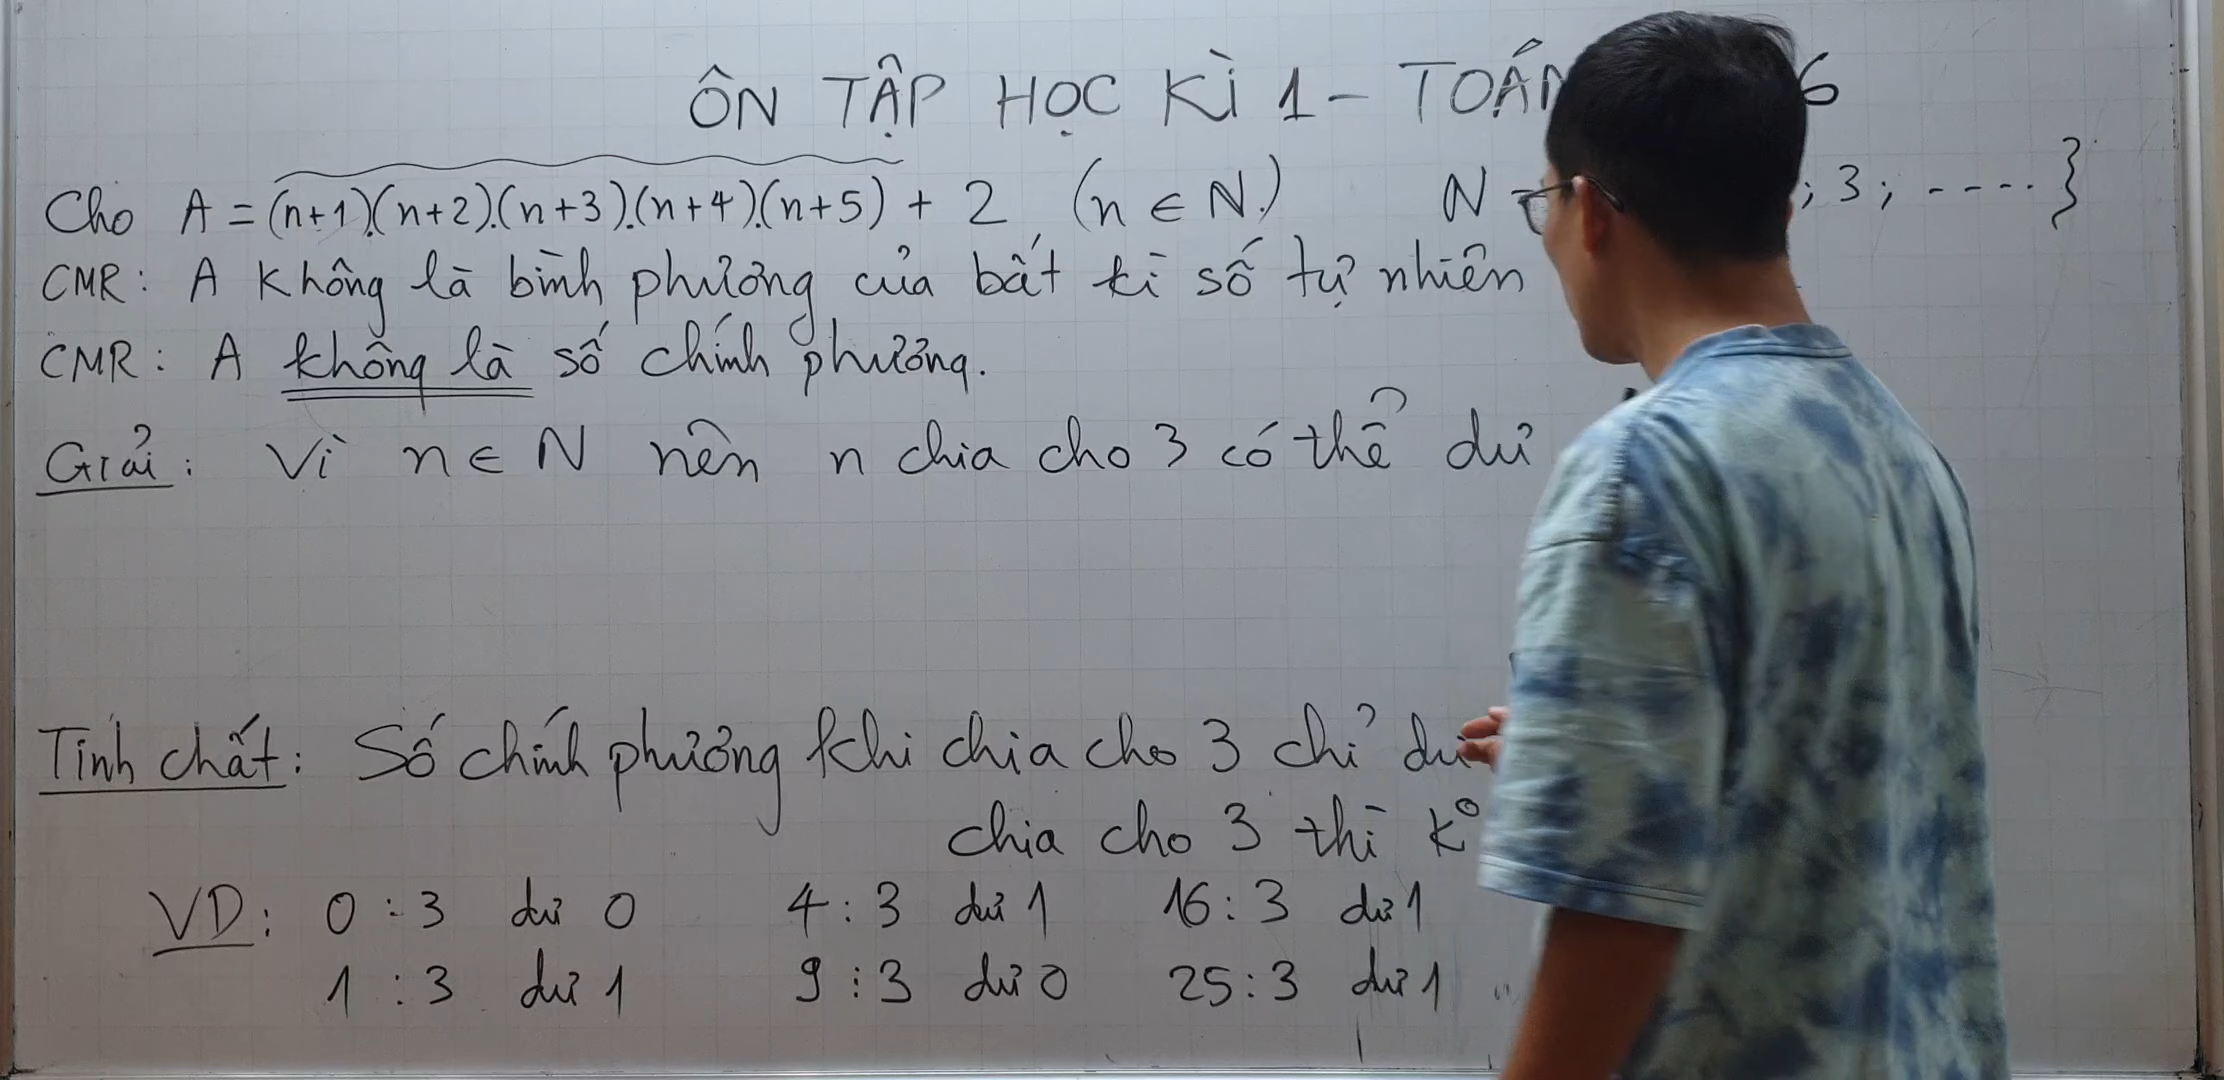 ÔN TẬP HỌC KÌ 1 - TOÁN 6
Cho A = (n+1).(n+2).(n+3).(n+4).(n+5) + 2 (n ∈ N) N ; 3 ; ---- }
CMR: A không là bình phương của bất kì số tự nhiên
CMR: A không là số chính phương.
Giải: Vì n ∈ N nên n chia cho 3 có thể dư
Tính chất: Số chính phương khi chia cho 3 chỉ dư
chia cho 3 thì k°
VD: 0 : 3 dư 0 4 : 3 dư 1 16 : 3 dư 1
1 : 3 dư 1 9 : 3 dư 0 25 : 3 dư 1